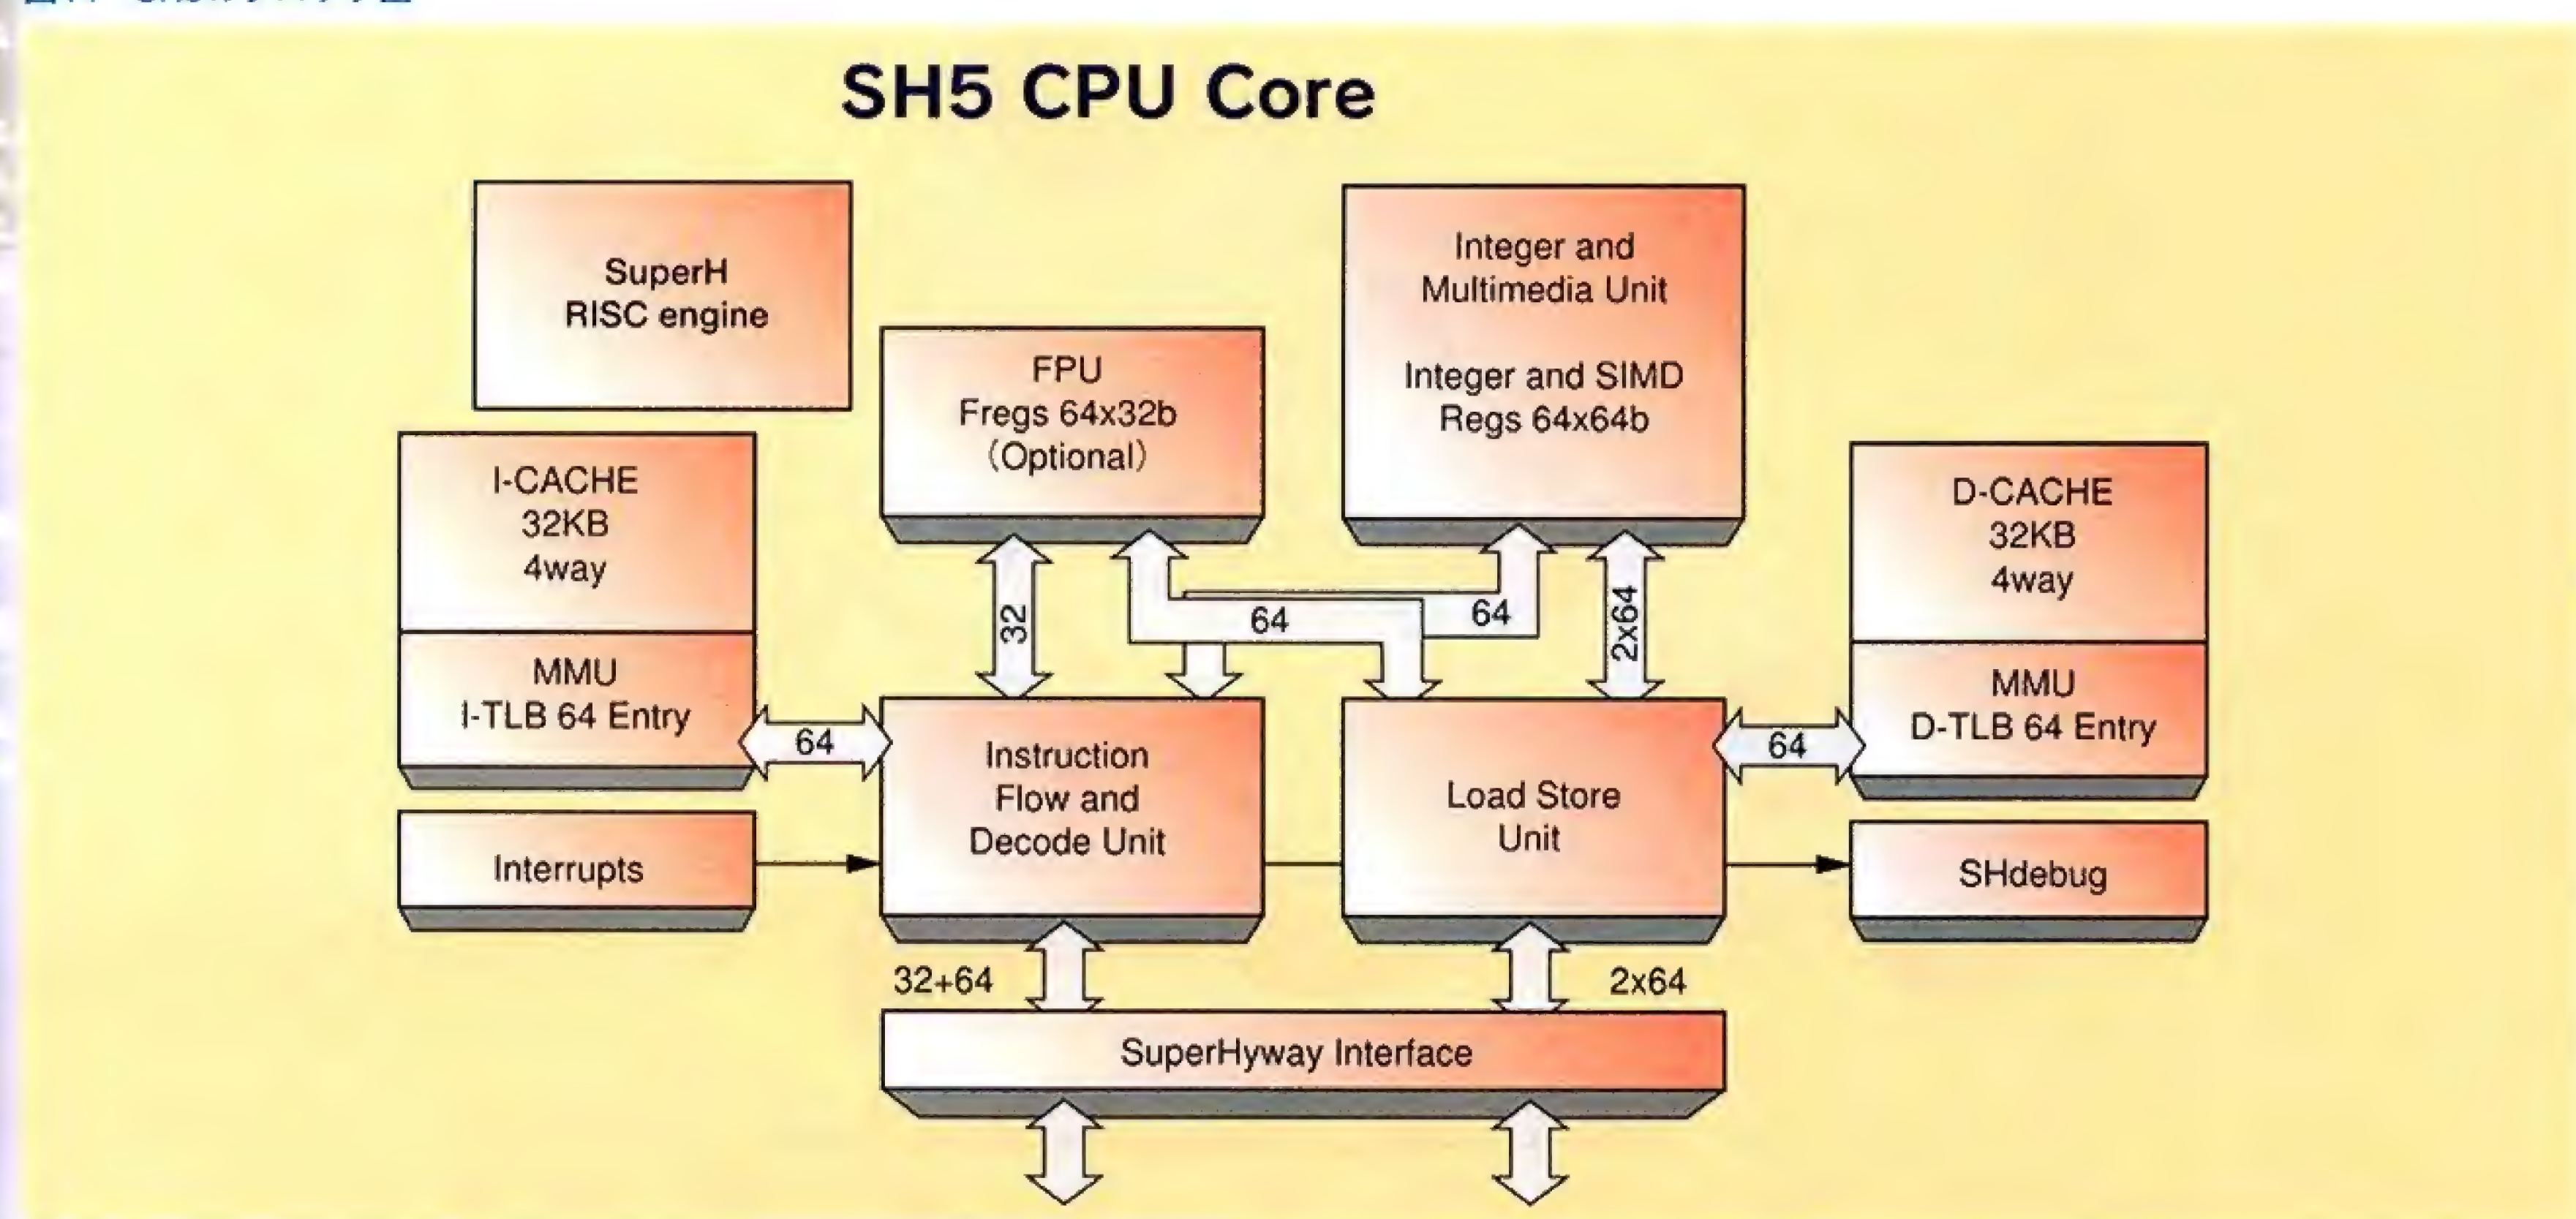 SH5 CPU Core
SuperH
RISC engine
Integer and
Multimedia Unit
Integer and SIMD
Regs 64x64b
FPU
Fregs 64x32b
(Optional)
I-CACHE
32KB
4way
MMU
I-TLB 64 Entry
D-CACHE
32KB
4way
MMU
D-TLB 64 Entry
32
64
64
2x64
64
64
Instruction
Flow and
Decode Unit
Load Store
Unit
Interrupts
SHdebug
32+64
2x64
SuperHyway Interface